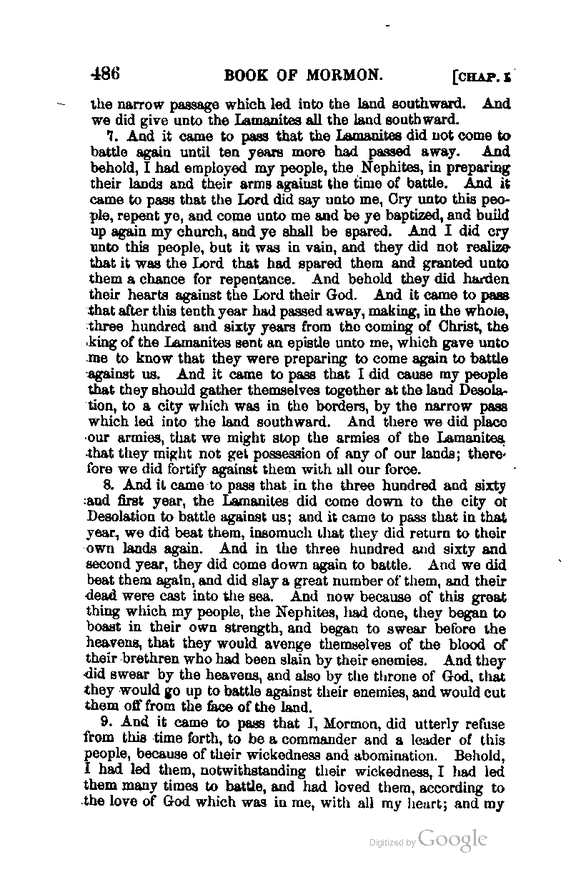 486 BOOK OF MORMON. [CHAP. I
the narrow passage which led into the land southward. And
we did give unto the Lamanites all the land southward.
7. And it came to pass that the Lamanites did not come to
battle again until ten years more had passed away. And
behold, I had employed my people, the Nephites, in preparing
their lands and their arms against the time of battle. And it
came to pass that the Lord did say unto me, Cry unto this peo-
ple, repent ye, and come unto me and be ye baptized, and build
up again my church, and ye shall be spared. And I did cry
unto this people, but it was in vain, and they did not realize
that it was the Lord that had spared them and granted unto
them a chance for repentance. And behold they did harden
their hearts against the Lord their God. And it came to pass
that after this tenth year had passed away, making, in the whole,
three hundred and sixty years from the coming of Christ, the
king of the Lamanites sent an epistle unto me, which gave unto
me to know that they were preparing to come again to battle
against us. And it came to pass that I did cause my people
that they should gather themselves together at the land Desola-
tion, to a city which was in the borders, by the narrow pass
which led into the land southward. And there we did place
our armies, that we might stop the armies of the Lamanites,
that they might not get possession of any of our lands; there-
fore we did fortify against them with all our force.
8. And it came to pass that in the three hundred and sixty
and first year, the Lamanites did come down to the city of
Desolation to battle against us; and it came to pass that in that
year, we did beat them, insomuch that they did return to their
own lands again. And in the three hundred and sixty and
second year, they did come down again to battle. And we did
beat them again, and did slay a great number of them, and their
dead were cast into the sea. And now because of this great
thing which my people, the Nephites, had done, they began to
boast in their own strength, and began to swear before the
heavens, that they would avenge themselves of the blood of
their brethren who had been slain by their enemies. And they
did swear by the heavens, and also by the throne of God, that
they would go up to battle against their enemies, and would cut
them off from the face of the land.
9. And it came to pass that I, Mormon, did utterly refuse
from this time forth, to be a commander and a leader of this
people, because of their wickedness and abomination. Behold,
I had led them, notwithstanding their wickedness, I had led
them many times to battle, and had loved them, according to
the love of God which was in me, with all my heart; and my
Digitized by Google